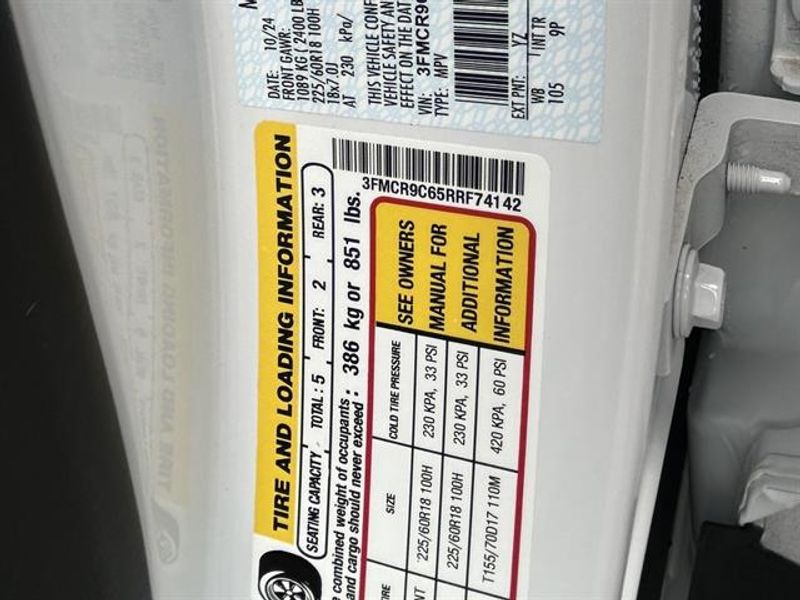 DATE: 10/24
FRONT GAWR:
1089 KG ( 2400 LB
225/60R18 100H
18x7.0J
AT 230 kPa/
THIS VEHICLE CONF
VEHICLE SAFETY AN
EFFECT ON THE DAT
VIN: 3FMCR9
TYPE: MPV
EXT PNT: YZ
WB INT TR
105 9P
TIRE AND LOADING INFORMATION
SEATING CAPACITY TOTAL: 5 FRONT: 2 REAR: 3
combined weight of occupants
and cargo should never exceed : 386 kg or 851 lbs.
3FMCR9C65RRF74142
SIZE COLD TIRE PRESSURE
225/60R18 100H 230 KPA, 33 PSI
225/60R18 100H 230 KPA, 33 PSI
T155/70D17 110M 420 KPA, 60 PSI
SEE OWNERS
MANUAL FOR
ADDITIONAL
INFORMATION